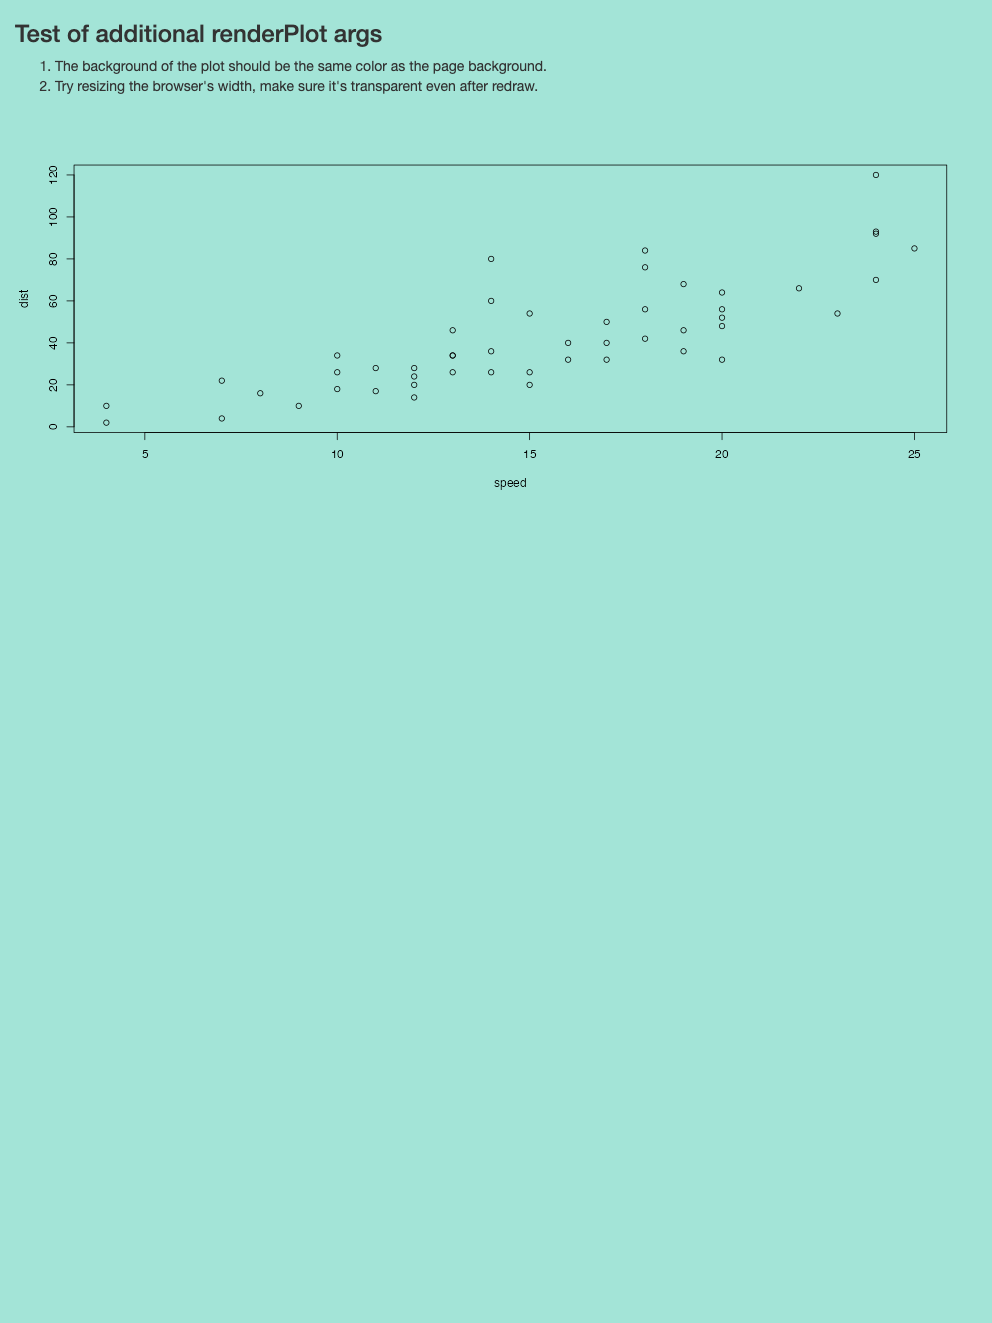 Test of additional renderPlot args
1. The background of the plot should be the same color as the page background.
2. Try resizing the browser's width, make sure it's transparent even after redraw.
120
100
80
60
40
20
0
dist
5 10 15 20 25
speed